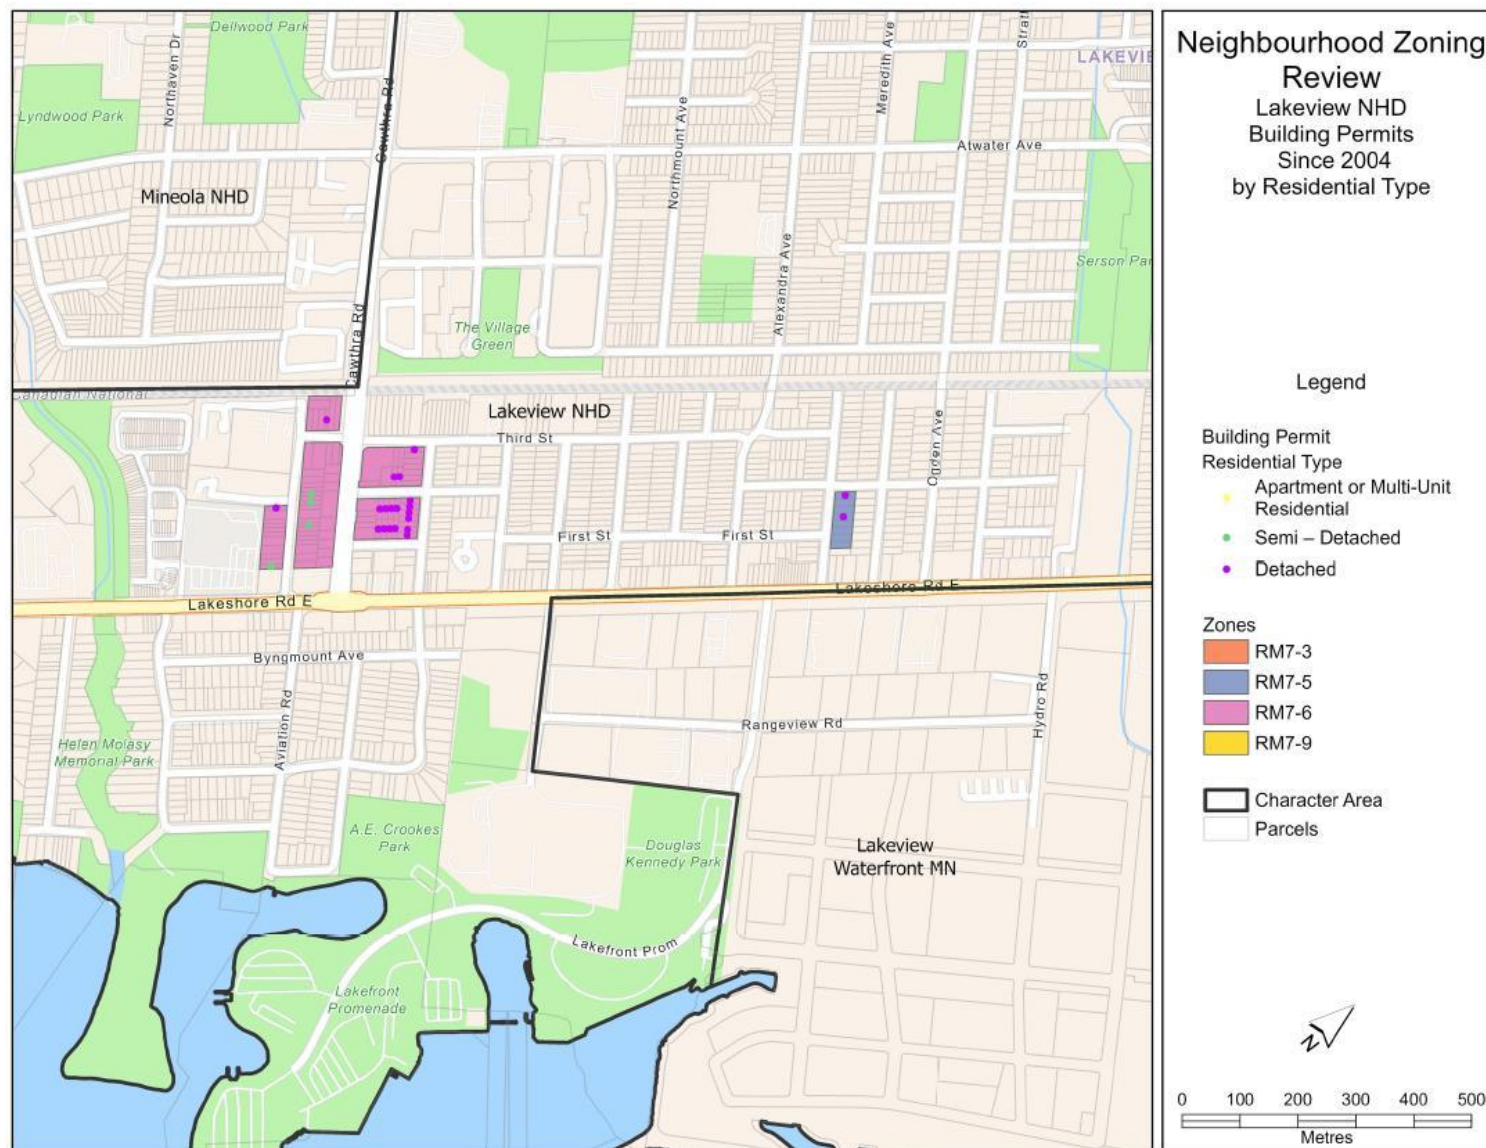 Dellwood Park
Northaven Dr
Lyndwood Park
Cawthra Rd
Mineola NHD
Northmount Ave
Meredith Ave
Atwater Ave
Alexandra Ave
Serson
The Village
Green
Cawthra Rd
Canadian National
Lakeview NHD
Third St
Ogden Ave
First St
First St
Lakeshore Rd E
Lakeshore Rd E
Byngmount Ave
Aviation Rd
Rangeview Rd
Hydro Rd
Helen Molasy
Memorial Park
A.E. Crookes
Park
Douglas
Kennedy Park
Lakeview
Waterfront MN
Lakefront Prom
Lakefront
Promenade
Neighbourhood Zoning
Review
Lakeview NHD
Building Permits
Since 2004
by Residential Type
Legend
Building Permit
Residential Type
Apartment or Multi-Unit
Residential
Semi – Detached
Detached
Zones
RM7-3
RM7-5
RM7-6
RM7-9
Character Area
Parcels
N
0 100 200 300 400 500
Metres